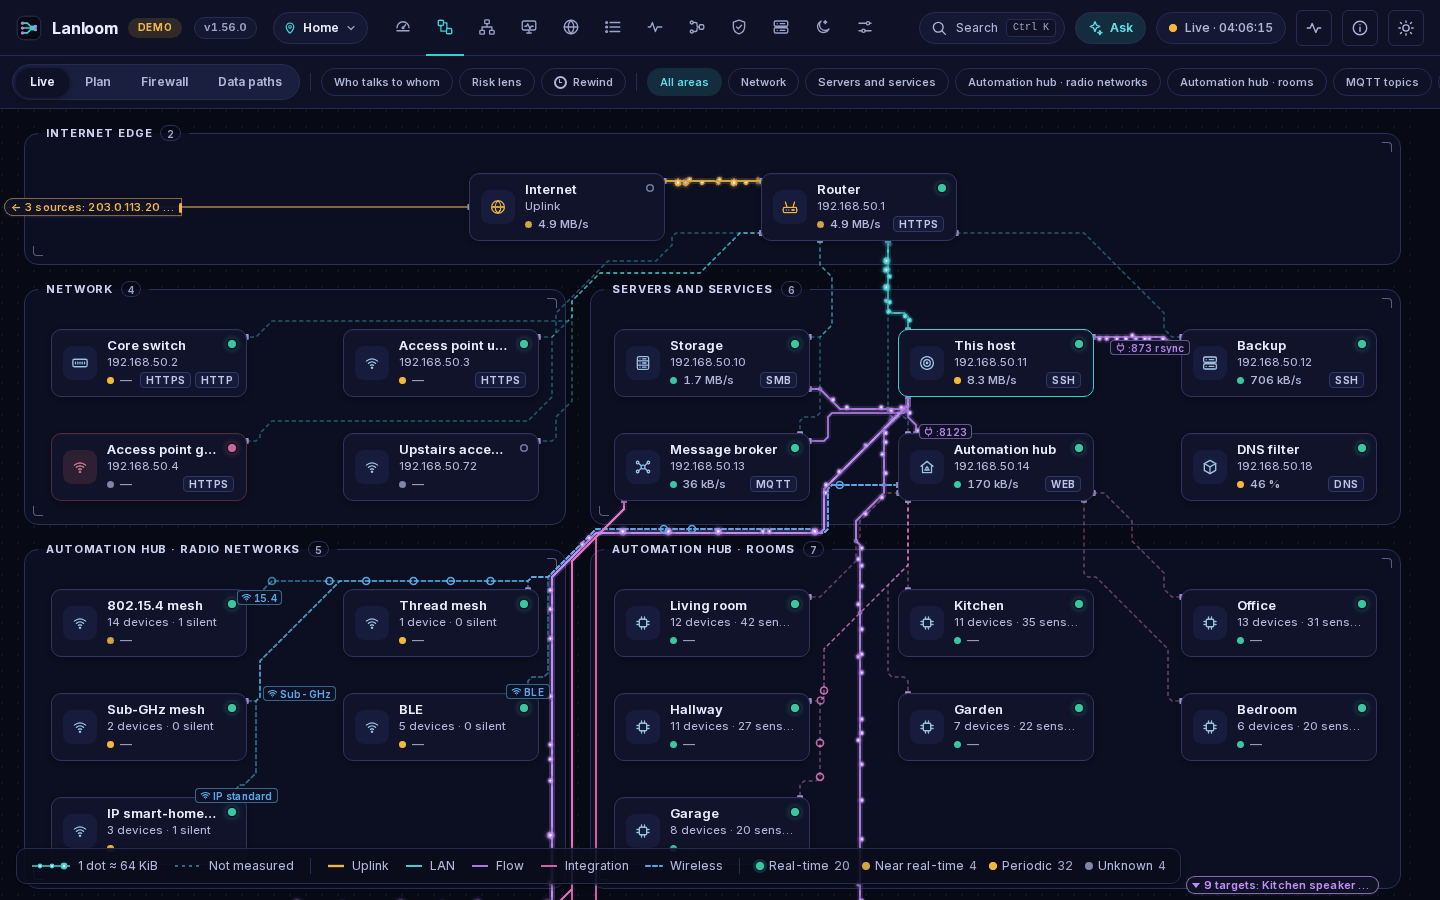 Lanloom DEMO v1.56.0 Home Search Ctrl K Ask Live · 04:06:15
Live Plan Firewall Data paths Who talks to whom Risk lens Rewind All areas Network Servers and services Automation hub · radio networks Automation hub · rooms MQTT topics
INTERNET EDGE 2
Internet
Uplink
4.9 MB/s
Router
192.168.50.1
4.9 MB/s HTTPS
← 3 sources: 203.0.113.20 ...
NETWORK 4
Core switch
192.168.50.2
— HTTPS HTTP
Access point u...
192.168.50.3
— HTTPS
Access point g...
192.168.50.4
— HTTPS
Upstairs acce...
192.168.50.72
—
SERVERS AND SERVICES 6
Storage
192.168.50.10
1.7 MB/s SMB
This host
192.168.50.11
8.3 MB/s SSH
:873 rsync
Backup
192.168.50.12
706 kB/s SSH
Message broker
192.168.50.13
36 kB/s MQTT
:8123
Automation hub
192.168.50.14
170 kB/s WEB
DNS filter
192.168.50.18
46 % DNS
AUTOMATION HUB · RADIO NETWORKS 5
802.15.4 mesh
14 devices · 1 silent
—
15.4
Thread mesh
1 device · 0 silent
—
Sub-GHz mesh
2 devices · 0 silent
—
Sub-GHz
BLE
BLE
5 devices · 0 silent
—
IP standard
IP smart-home...
3 devices · 1 silent
AUTOMATION HUB · ROOMS 7
Living room
12 devices · 42 sen...
—
Kitchen
11 devices · 35 sens...
—
Office
13 devices · 31 sens...
—
Hallway
11 devices · 27 sens...
—
Garden
7 devices · 22 sens...
—
Bedroom
6 devices · 20 sens...
—
Garage
8 devices · 20 sens...
1 dot ≈ 64 KiB Not measured Uplink LAN Flow Integration Wireless Real-time 20 Near real-time 4 Periodic 32 Unknown 4
9 targets: Kitchen speaker ...